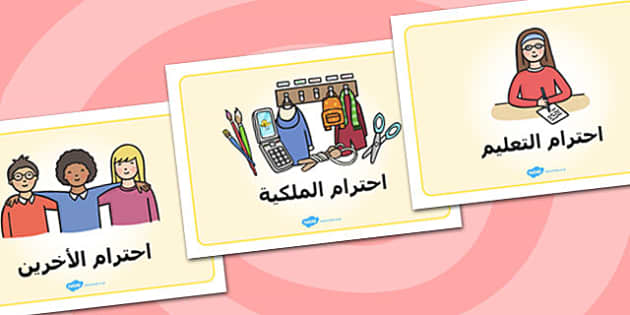 احترام التعليم
احترام الملكية
احترام الأخرين